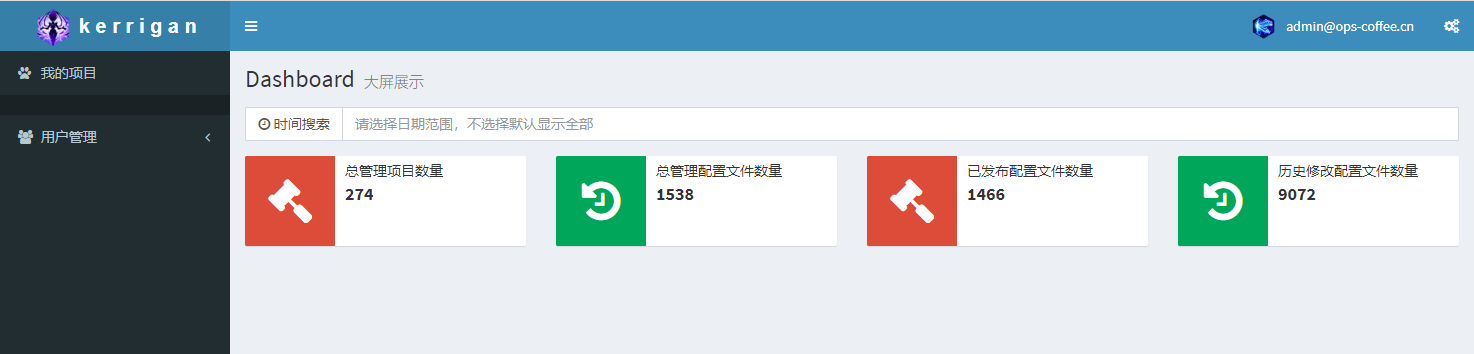 kerrigan
admin@ops-coffee.cn
我的项目
用户管理
Dashboard 大屏展示
时间搜索 请选择日期范围，不选择默认显示全部
总管理项目数量
274
总管理配置文件数量
1538
已发布配置文件数量
1466
历史修改配置文件数量
9072